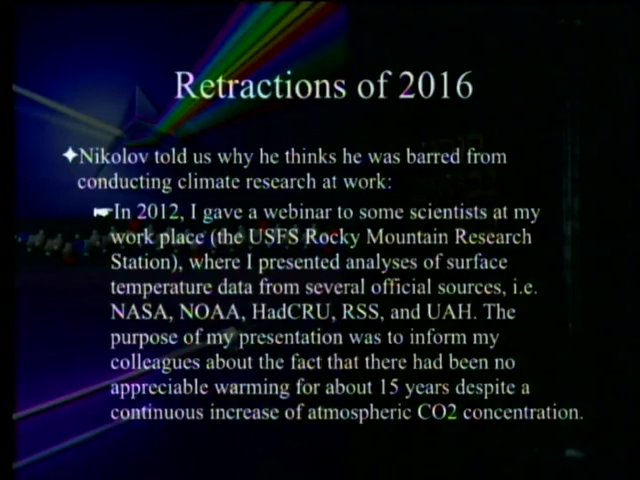 Retractions of 2016
Nikolov told us why he thinks he was barred from
conducting climate research at work:
In 2012, I gave a webinar to some scientists at my
work place (the USFS Rocky Mountain Research
Station), where I presented analyses of surface
temperature data from several official sources, i.e.
NASA, NOAA, HadCRU, RSS, and UAH. The
purpose of my presentation was to inform my
colleagues about the fact that there had been no
appreciable warming for about 15 years despite a
continuous increase of atmospheric CO2 concentration.